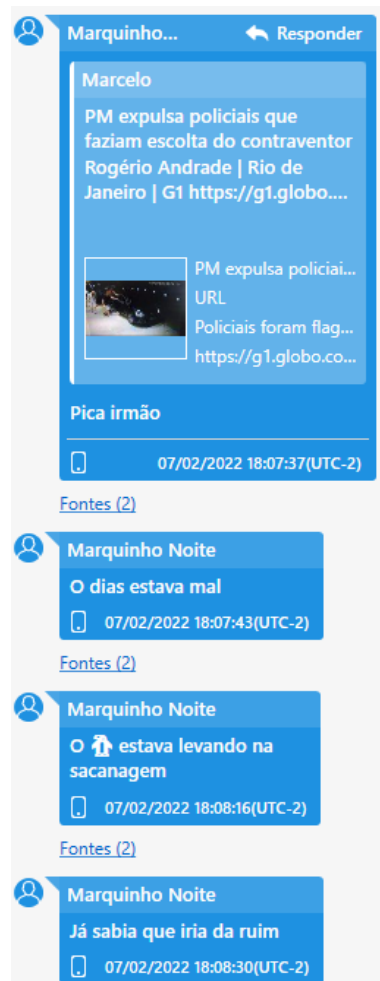 Marquinho... Responder
Marcelo
PM expulsa policiais que
faziam escolta do contraventor
Rogério Andrade | Rio de
Janeiro | G1 https://g1.globo....
PM expulsa policiai...
URL
Policiais foram flag...
https://g1.globo.co...
Pica irmão
07/02/2022 18:07:37(UTC-2)
Fontes (2)
Marquinho Noite
O dias estava mal
07/02/2022 18:07:43(UTC-2)
Fontes (2)
Marquinho Noite
O estava levando na
sacanagem
07/02/2022 18:08:16(UTC-2)
Fontes (2)
Marquinho Noite
Já sabia que iria da ruim
07/02/2022 18:08:30(UTC-2)